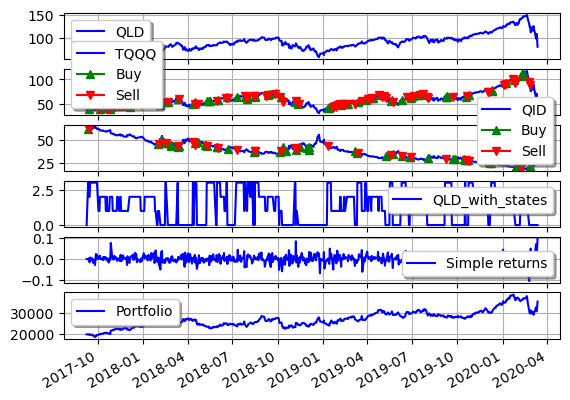 150
100
QLD
TQQQ
Buy
Sell
100
50
QID
Buy
Sell
50
25
2.5
0.0
QLD_with_states
0.1
0.0
−0.1
Simple returns
30000
20000
Portfolio
2017-10
2018-01
2018-04
2018-07
2018-10
2019-01
2019-04
2019-07
2019-10
2020-01
2020-04